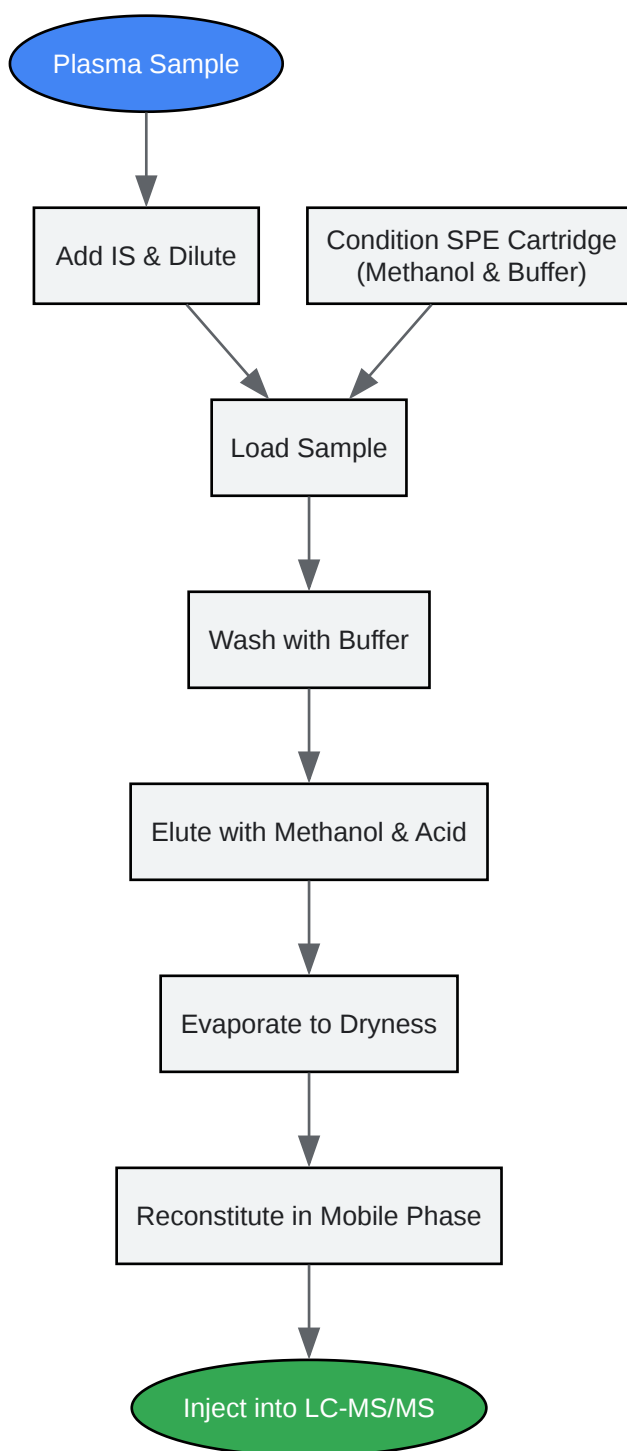 Plasma Sample
Add IS & Dilute
Condition SPE Cartridge
(Methanol & Buffer)
Load Sample
Wash with Buffer
Elute with Methanol & Acid
Evaporate to Dryness
Reconstitute in Mobile Phase
Inject into LC-MS/MS